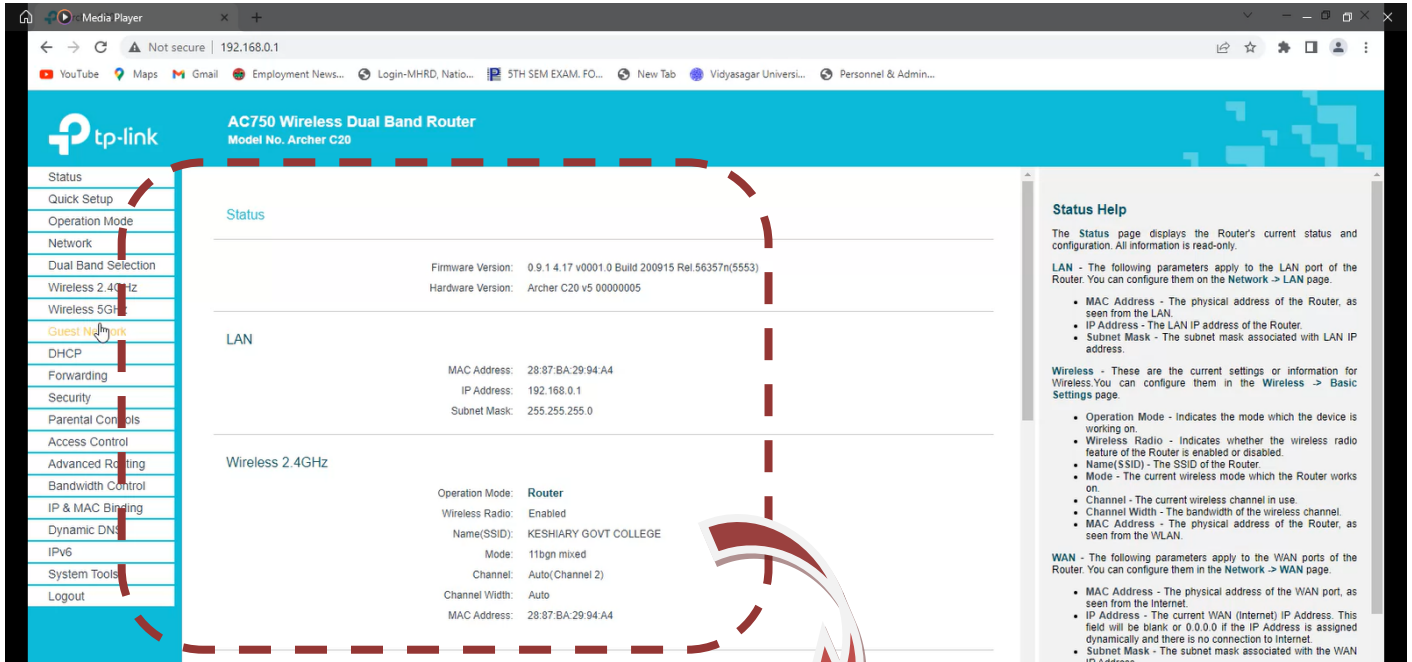 Media Player
Not secure | 192.168.0.1
YouTube Maps Gmail Employment News... Login-MHRD, Natio... 5TH SEM EXAM. FO... New Tab Vidyasagar Universi... Personnel & Admin...
tp-link
AC750 Wireless Dual Band Router
Model No. Archer C20
Status
Quick Setup
Operation Mode
Network
Dual Band Selection
Wireless 2.4GHz
Wireless 5GHz
Guest Network
DHCP
Forwarding
Security
Parental Controls
Access Control
Advanced Routing
Bandwidth Control
IP & MAC Binding
Dynamic DNS
IPv6
System Tools
Logout
Status
Firmware Version: 0.9.1 4.17 v0001.0 Build 200915 Rel.56357n(5553)
Hardware Version: Archer C20 v5 00000005
LAN
MAC Address: 28:87:BA:29:94:A4
IP Address: 192.168.0.1
Subnet Mask: 255.255.255.0
Wireless 2.4GHz
Operation Mode: Router
Wireless Radio: Enabled
Name(SSID): KESHIARY GOVT COLLEGE
Mode: 11bgn mixed
Channel: Auto(Channel 2)
Channel Width: Auto
MAC Address: 28:87:BA:29:94:A4
Status Help
The Status page displays the Router's current status and
configuration. All information is read-only.
LAN - The following parameters apply to the LAN port of the
Router. You can configure them on the Network -> LAN page.
• MAC Address - The physical address of the Router, as
seen from the LAN.
• IP Address - The LAN IP address of the Router.
• Subnet Mask - The subnet mask associated with LAN IP
address.
Wireless - These are the current settings or information for
Wireless.You can configure them in the Wireless -> Basic
Settings page.
• Operation Mode - Indicates the mode which the device is
working on.
• Wireless Radio - Indicates whether the wireless radio
feature of the Router is enabled or disabled.
• Name(SSID) - The SSID of the Router.
• Mode - The current wireless mode which the Router works
on.
• Channel - The current wireless channel in use.
• Channel Width - The bandwidth of the wireless channel.
• MAC Address - The physical address of the Router, as
seen from the WLAN.
WAN - The following parameters apply to the WAN ports of the
Router. You can configure them in the Network -> WAN page.
• MAC Address - The physical address of the WAN port, as
seen from the Internet.
• IP Address - The current WAN (Internet) IP Address. This
field will be blank or 0.0.0.0 if the IP Address is assigned
dynamically and there is no connection to Internet.
• Subnet Mask - The subnet mask associated with the WAN
IP Address.